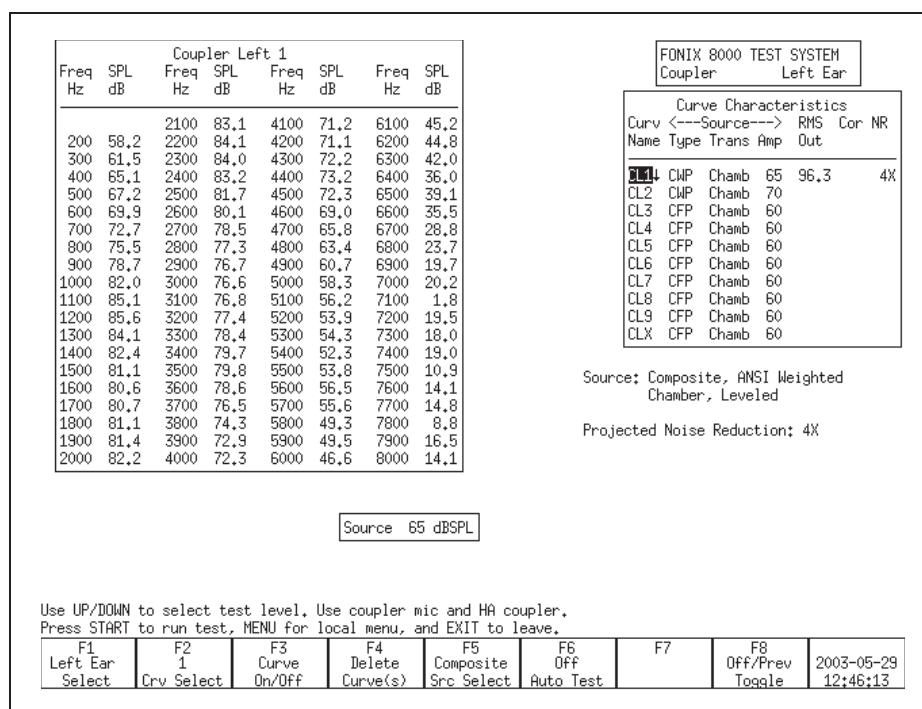 Coupler Left 1
Freq SPL Freq SPL Freq SPL Freq SPL
Hz dB Hz dB Hz dB Hz dB
2100 83.1 4100 71.2 6100 45.2
200 58.2 2200 84.1 4200 71.1 6200 44.8
300 61.5 2300 84.0 4300 72.2 6300 42.0
400 65.1 2400 83.2 4400 73.2 6400 36.0
500 67.2 2500 81.7 4500 72.3 6500 39.1
600 69.9 2600 80.1 4600 69.0 6600 35.5
700 72.7 2700 78.5 4700 65.8 6700 28.8
800 75.5 2800 77.3 4800 63.4 6800 23.7
900 78.7 2900 76.7 4900 60.7 6900 19.7
1000 82.0 3000 76.6 5000 58.3 7000 20.2
1100 85.1 3100 76.8 5100 56.2 7100 1.8
1200 85.6 3200 77.4 5200 53.9 7200 19.5
1300 84.1 3300 78.4 5300 54.3 7300 18.0
1400 82.4 3400 79.7 5400 52.3 7400 19.0
1500 81.1 3500 79.8 5500 53.8 7500 10.9
1600 80.6 3600 78.6 5600 56.5 7600 14.1
1700 80.7 3700 76.5 5700 55.6 7700 14.8
1800 81.1 3800 74.3 5800 49.3 7800 8.8
1900 81.4 3900 72.9 5900 49.5 7900 16.5
2000 82.2 4000 72.3 6000 46.6 8000 14.1
FONIX 8000 TEST SYSTEM
Coupler Left Ear
Curve Characteristics
Curv <---Source---> RMS Cor NR
Name Type Trans Amp Out
CL1↓ CWP Chamb 65 96.3 4X
CL2 CWP Chamb 70
CL3 CFP Chamb 60
CL4 CFP Chamb 60
CL5 CFP Chamb 60
CL6 CFP Chamb 60
CL7 CFP Chamb 60
CL8 CFP Chamb 60
CL9 CFP Chamb 60
CLX CFP Chamb 60
Source: Composite, ANSI Weighted
Chamber, Leveled
Projected Noise Reduction: 4X
Source 65 dBSPL
Use UP/DOWN to select test level. Use coupler mic and HA coupler.
Press START to run test, MENU for local menu, and EXIT to leave.
F1 F2 F3 F4 F5 F6 F7 F8
Left Ear 1 Curve Delete Composite Off Off/Prev 2003-05-29
Select Crv Select On/Off Curve(s) Src Select Auto Test Toggle 12:46:13